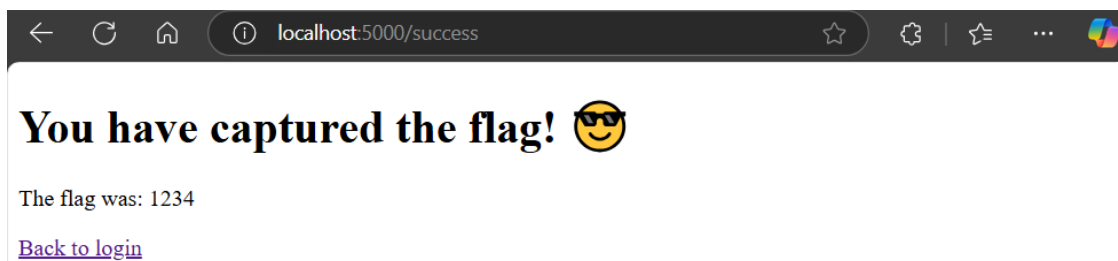 localhost:5000/success
You have captured the flag! 😎
The flag was: 1234
Back to login